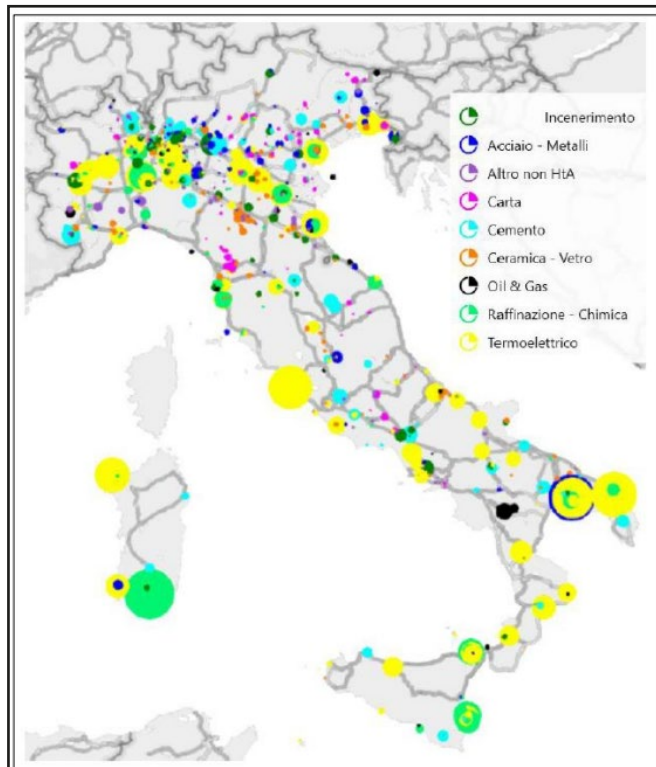 Incenerimento
Acciaio - Metalli
Altro non HtA
Carta
Cemento
Ceramica - Vetro
Oil & Gas
Raffinazione - Chimica
Termoelettrico